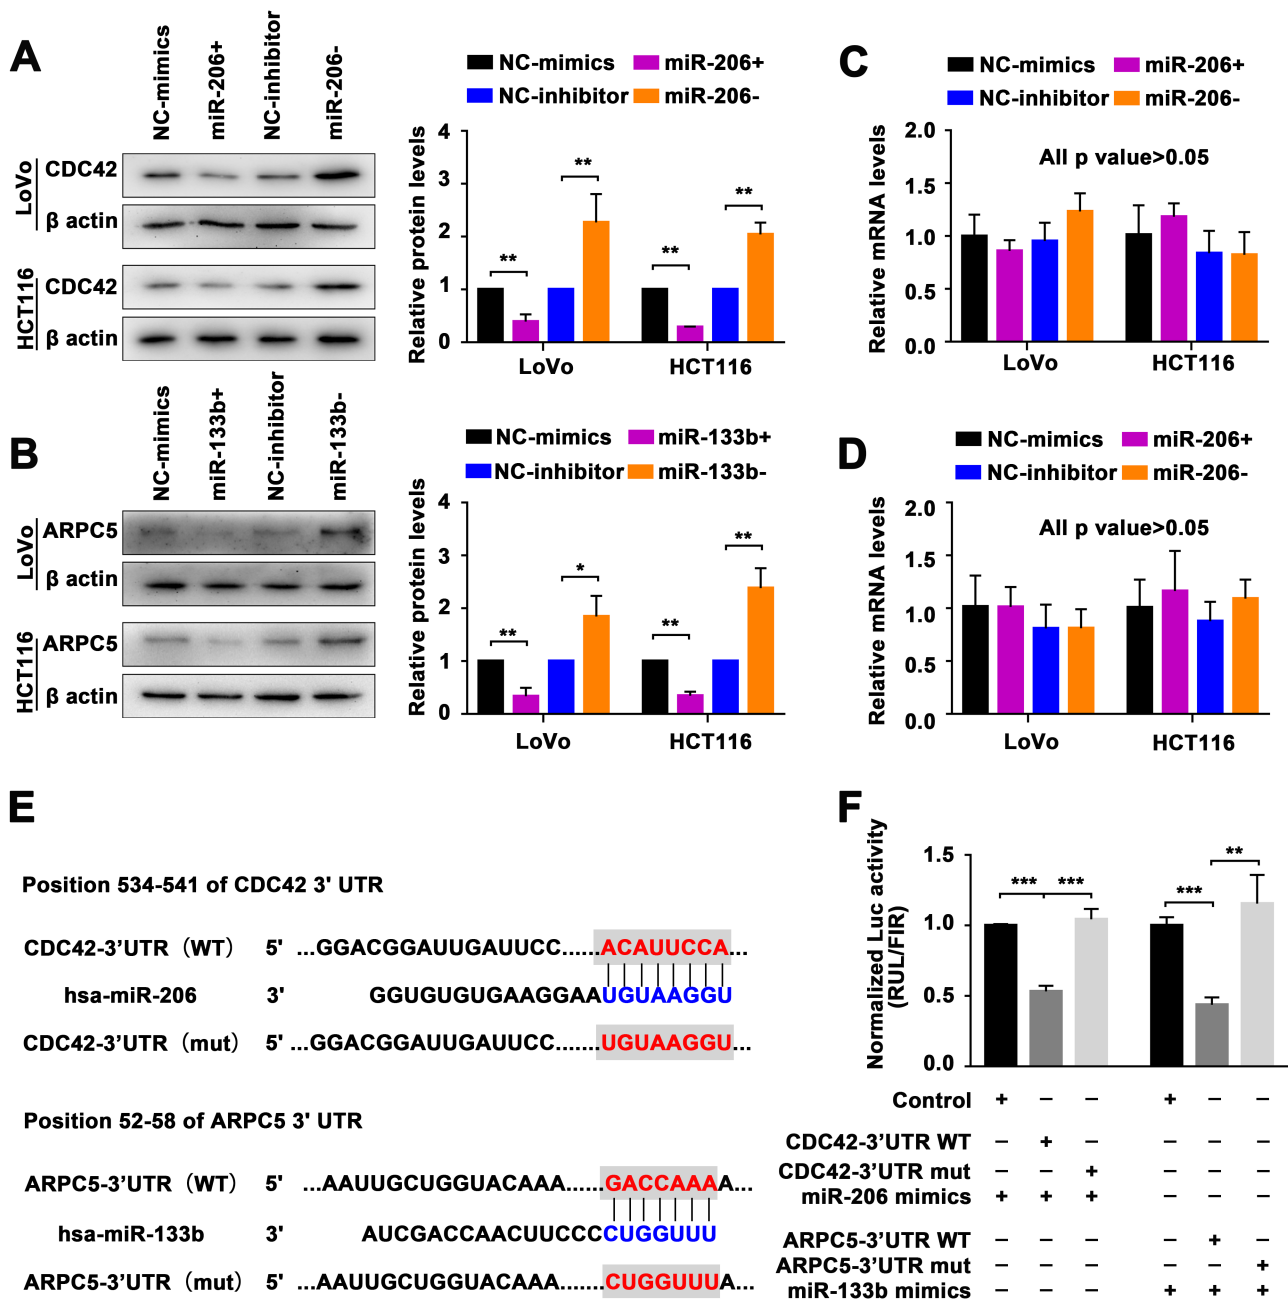 A
NC-mimics
miR-206+
NC-inhibitor
miR-206-
LoVo
CDC42
β actin
HCT116
CDC42
β actin
NC-mimics miR-206+
NC-inhibitor miR-206-
Relative protein levels
4
3
2
1
0
** ** ** **
LoVo HCT116
C
NC-mimics miR-206+
NC-inhibitor miR-206-
Relative mRNA levels
2.0
1.5
1.0
0.5
0.0
All p value>0.05
LoVo HCT116
B
NC-mimics
miR-133b+
NC-inhibitor
miR-133b-
LoVo
ARPC5
β actin
HCT116
ARPC5
β actin
NC-mimics miR-133b+
NC-inhibitor miR-133b-
Relative protein levels
4
3
2
1
0
** * ** **
LoVo HCT116
D
NC-mimics miR-206+
NC-inhibitor miR-206-
Relative mRNA levels
2.0
1.5
1.0
0.5
0.0
All p value>0.05
LoVo HCT116
E
Position 534-541 of CDC42 3' UTR
CDC42-3'UTR (WT) 5' ...GGACGGAUUGAUUCC......ACAUUCCA...
hsa-miR-206 3' GGUGUGUGAAGGAAUGUAAGGU
CDC42-3'UTR (mut) 5' ...GGACGGAUUGAUUCC.......UGUAAGGU...
Position 52-58 of ARPC5 3' UTR
ARPC5-3'UTR (WT) 5' ...AAUUGCUGGUACAAA......GACCAAAA...
hsa-miR-133b 3' AUCGACCAACUUCCCCUGGUUU
ARPC5-3'UTR (mut) 5' ...AAUUGCUGGUACAAA.......CUGGUUUA...
F
Normalized Luc activity
(RUL/FIR)
1.5
1.0
0.5
0.0
*** *** *** **
Control + − − + − −
CDC42-3'UTR WT − + − − − −
CDC42-3'UTR mut − − + − − −
miR-206 mimics + + + − − −
ARPC5-3'UTR WT − − − − + −
ARPC5-3'UTR mut − − − − − +
miR-133b mimics − − − + + +